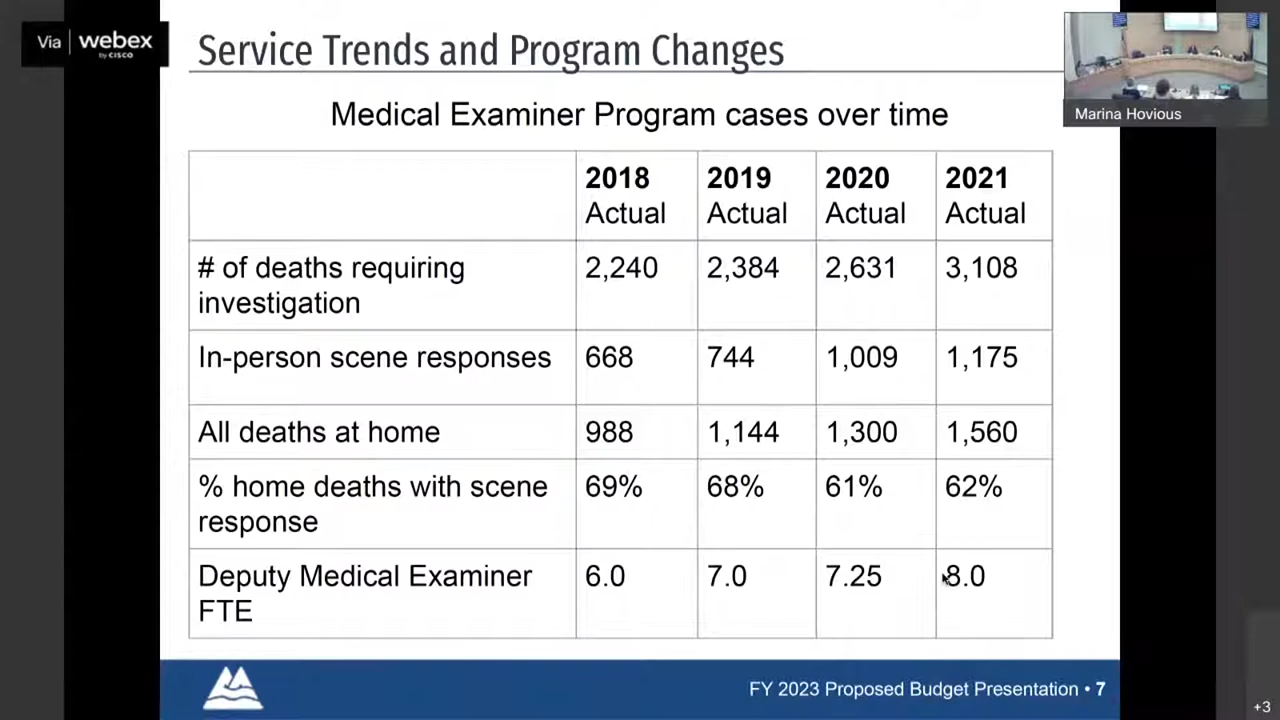 Via webex
by CISCO
Service Trends and Program Changes
Marina Hovious
Medical Examiner Program cases over time
2018 2019 2020 2021
Actual Actual Actual Actual
# of deaths requiring 2,240 2,384 2,631 3,108
investigation
In-person scene responses 668 744 1,009 1,175
All deaths at home 988 1,144 1,300 1,560
% home deaths with scene 69% 68% 61% 62%
response
Deputy Medical Examiner 6.0 7.0 7.25 8.0
FTE
FY 2023 Proposed Budget Presentation • 7
+3